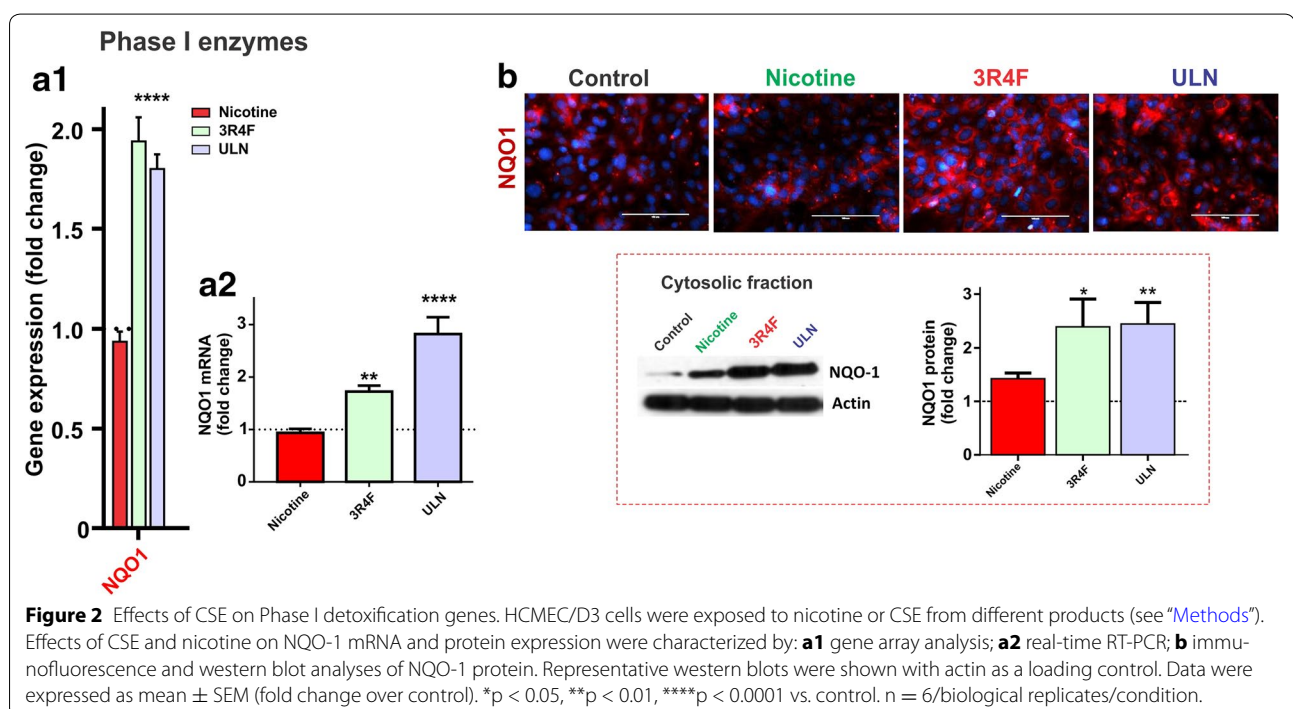 Phase I enzymes
a1
****
Nicotine
3R4F
ULN
Gene expression (fold change)
2.0
1.5
1.0
0.5
0
NQO1
a2
NQO1 mRNA
(fold change)
3
2
1
0
**
****
Nicotine
3R4F
ULN
b
Control
Nicotine
3R4F
ULN
NQO1
Cytosolic fraction
Control
Nicotine
3R4F
ULN
NQO-1
Actin
NQO1 protein
(fold change)
3
2
1
0
*
**
Nicotine
3R4F
ULN
Figure 2 Effects of CSE on Phase I detoxification genes. HCMEC/D3 cells were exposed to nicotine or CSE from different products (see “Methods”).
Effects of CSE and nicotine on NQO-1 mRNA and protein expression were characterized by: a1 gene array analysis; a2 real-time RT-PCR; b immu-
nofluorescence and western blot analyses of NQO-1 protein. Representative western blots were shown with actin as a loading control. Data were
expressed as mean ± SEM (fold change over control). *p < 0.05, **p < 0.01, ****p < 0.0001 vs. control. n = 6/biological replicates/condition.